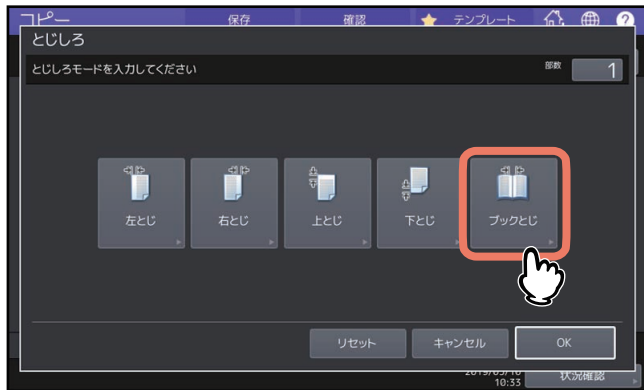 コピー 保存 確認 テンプレート ?
とじしろ
とじしろモードを入力してください 部数 1
左とじ 右とじ 上とじ 下とじ ブックとじ
リセット キャンセル OK
10:33 状況確認